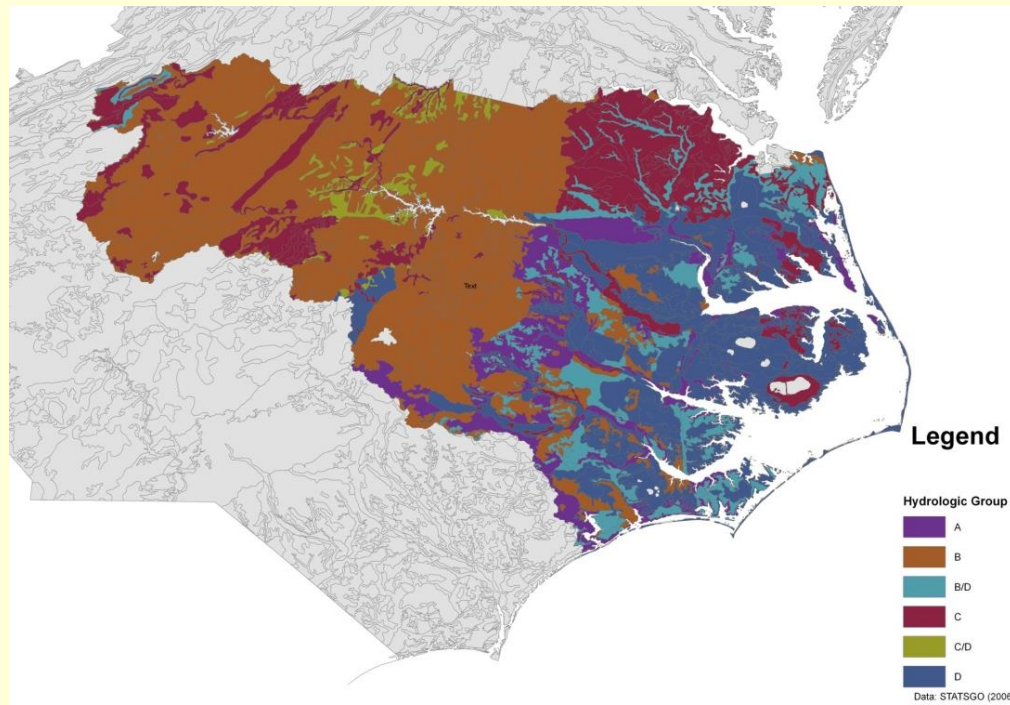 Text
Legend
Hydrologic Group
A
B
B/D
C
C/D
D
Data: STATSGO (2006